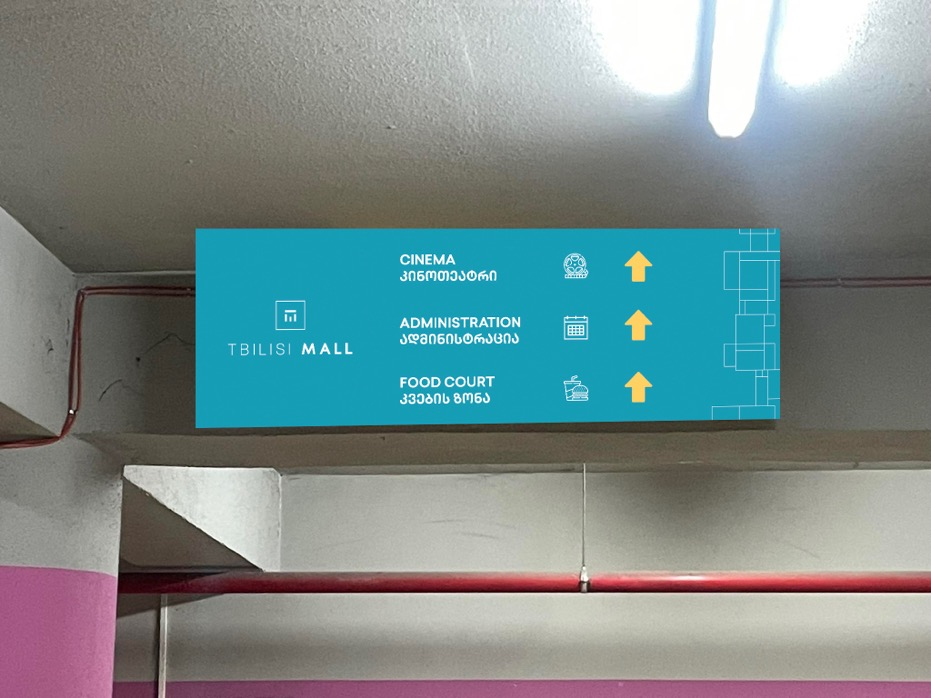 TBILISI MALL
CINEMA
ᲙᲘᲜᲝᲗᲔᲐᲢᲠᲘ
ADMINISTRATION
ᲐᲓᲛᲘᲜᲘᲡᲢᲠᲐᲪᲘᲐ
FOOD COURT
ᲙᲕᲔᲑᲘᲡ ᲖᲝᲜᲐ